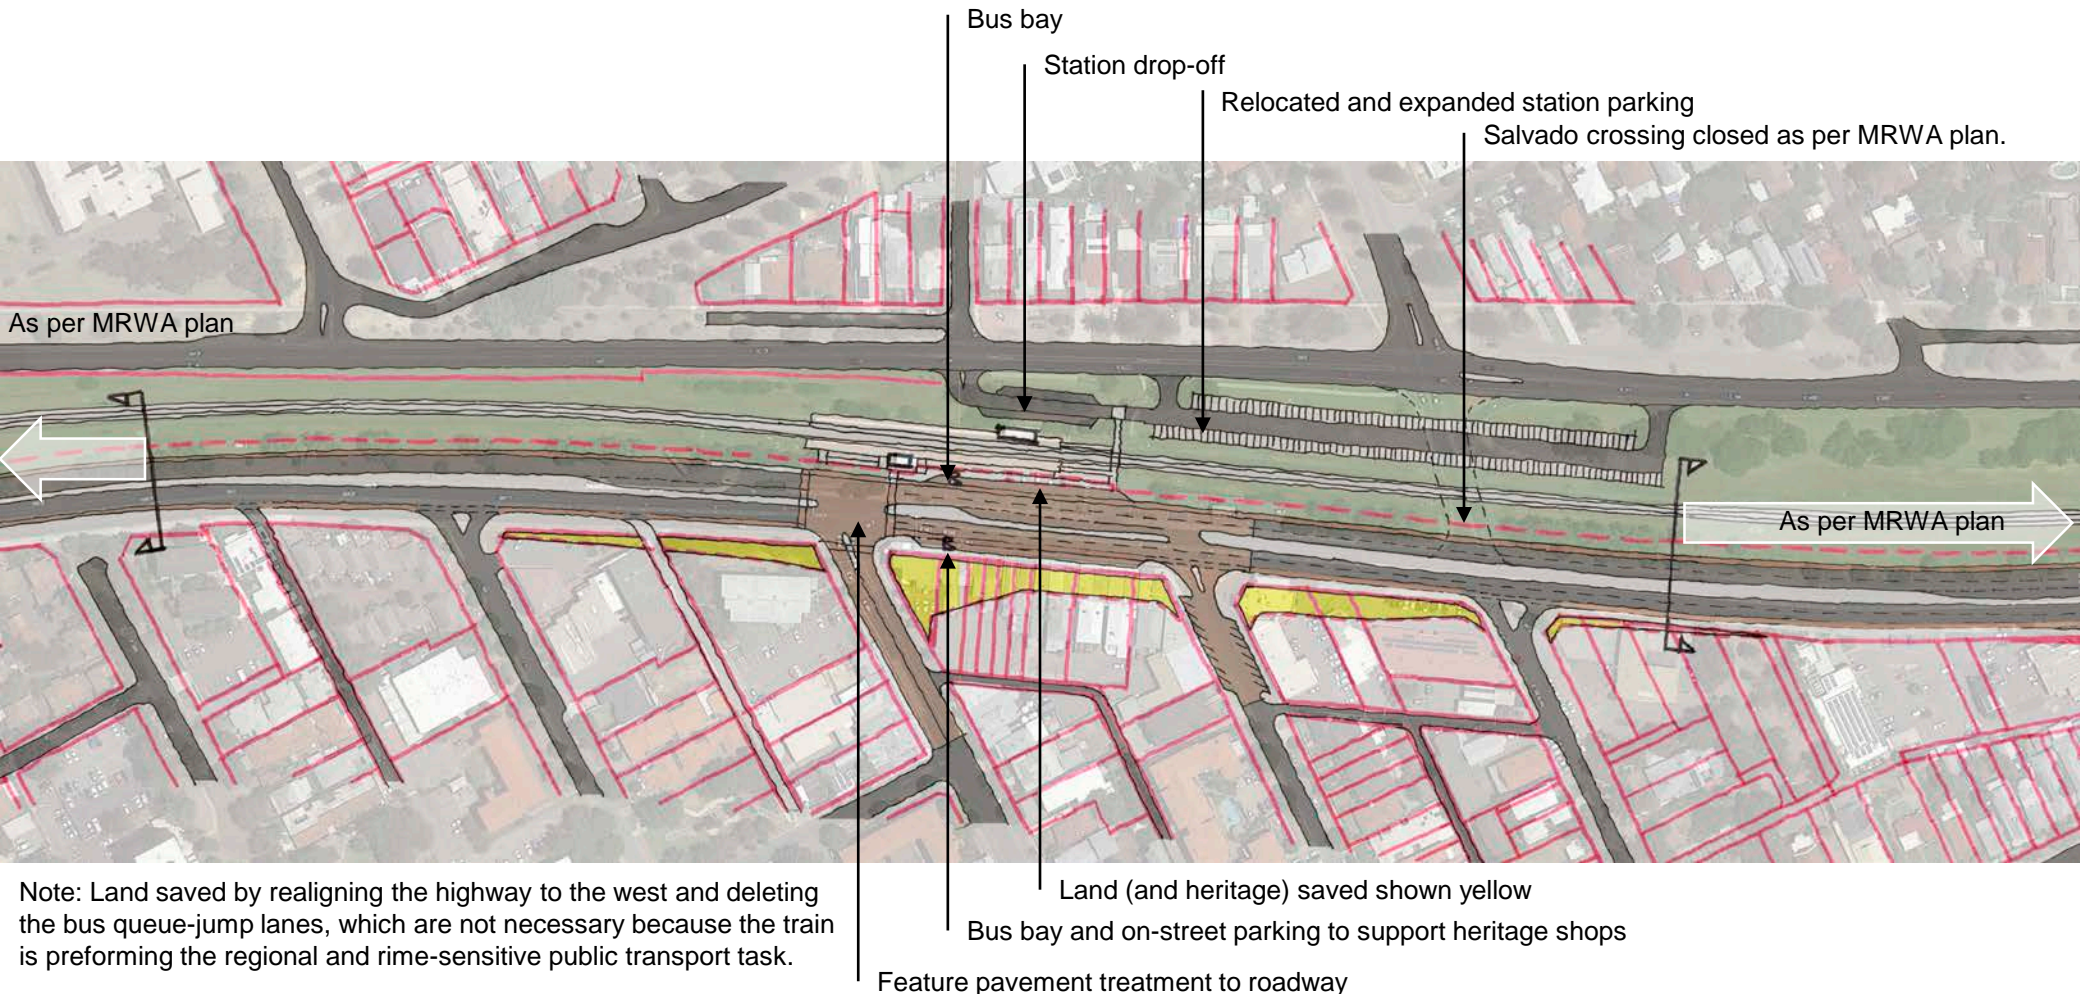 Bus bay
Station drop-off
Relocated and expanded station parking
Salvado crossing closed as per MRWA plan.
As per MRWA plan
As per MRWA plan
Note: Land saved by realigning the highway to the west and deleting
the bus queue-jump lanes, which are not necessary because the train
is preforming the regional and rime-sensitive public transport task.
Land (and heritage) saved shown yellow
Bus bay and on-street parking to support heritage shops
Feature pavement treatment to roadway